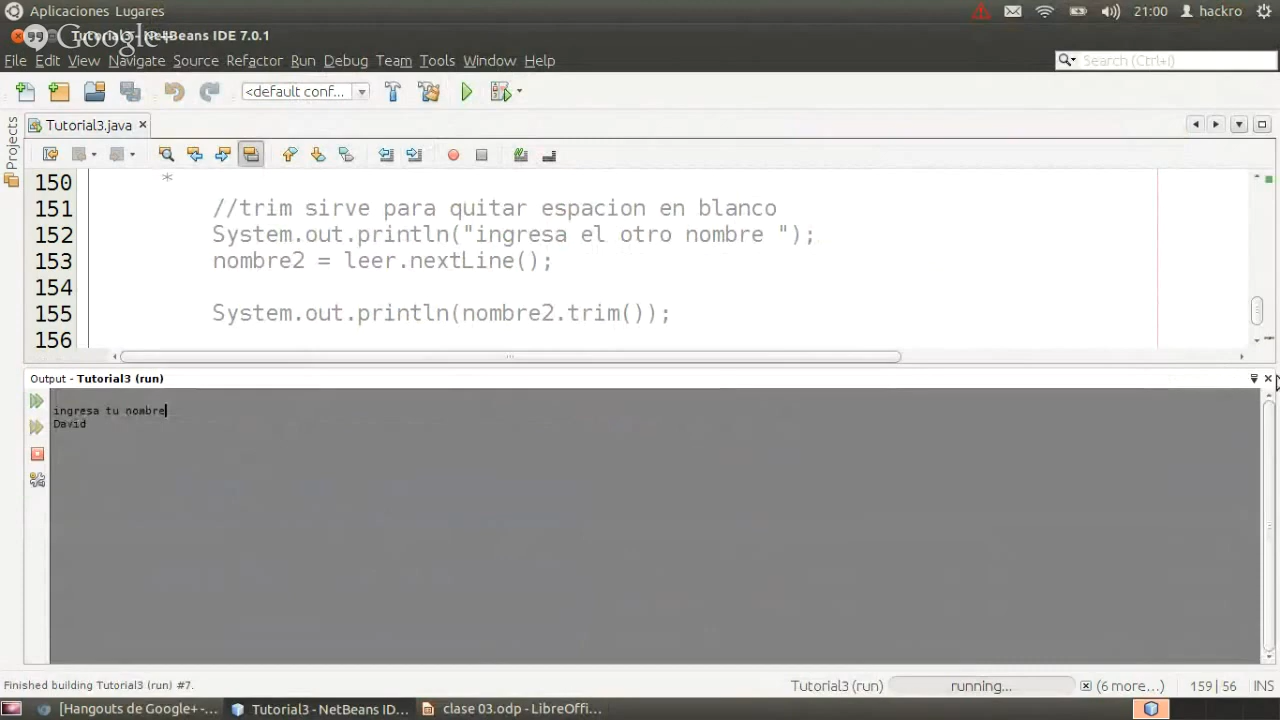 Aplicaciones Lugares
21:00 hackro
Google+
Tutorial3 - NetBeans IDE 7.0.1
File Edit View Navigate Source Refactor Run Debug Team Tools Window Help
Search (Ctrl+I)
<default conf...
Projects
Tutorial3.java
150 *
151 //trim sirve para quitar espacion en blanco
152 System.out.println("ingresa el otro nombre ");
153 nombre2 = leer.nextLine();
154
155 System.out.println(nombre2.trim());
156
Output - Tutorial3 (run)
ingresa tu nombre
David
Finished building Tutorial3 (run) #7.
Tutorial3 (run) running... (6 more...) 159|56 INS
[Hangouts de Google+ -... Tutorial3 - NetBeans ID... clase 03.odp - LibreOffi...